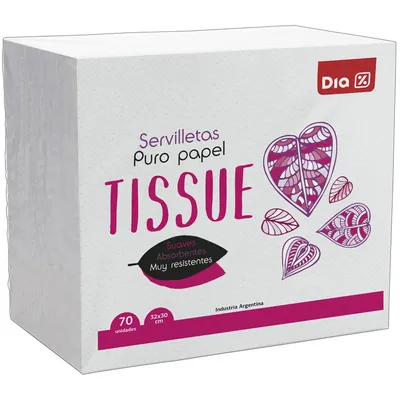 Dia %
Servilletas
Puro papel
TISSUE
Suaves
Absorbentes
Muy resistentes
70
unidades
32x30
cm
Industria Argentina